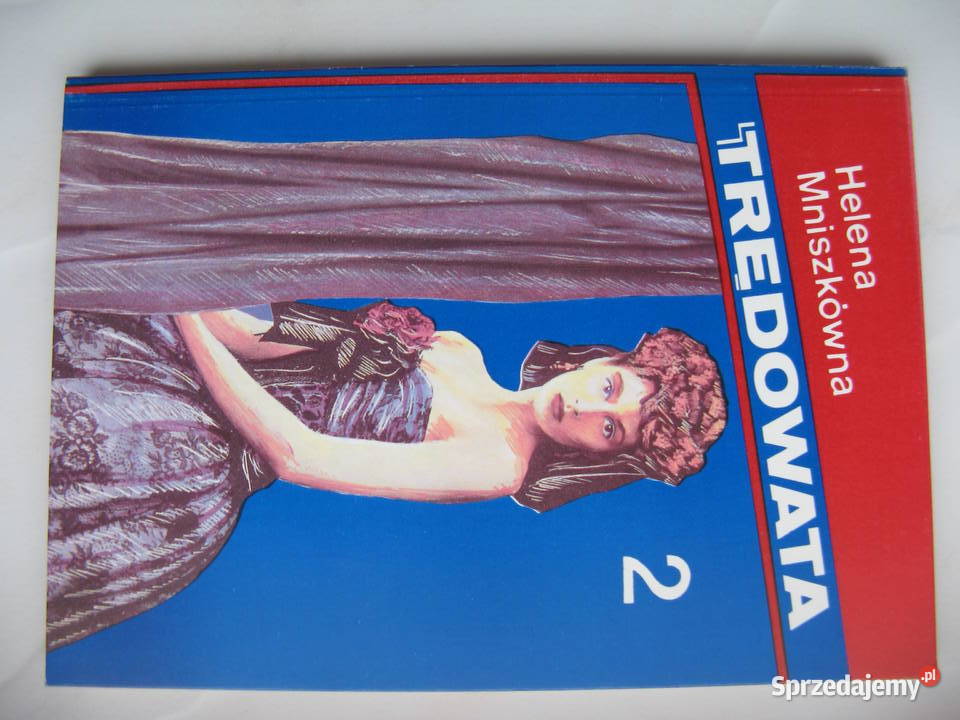 Helena
Mniszkówna
TRĘDOWATA
2
Sprzedajemy.pl